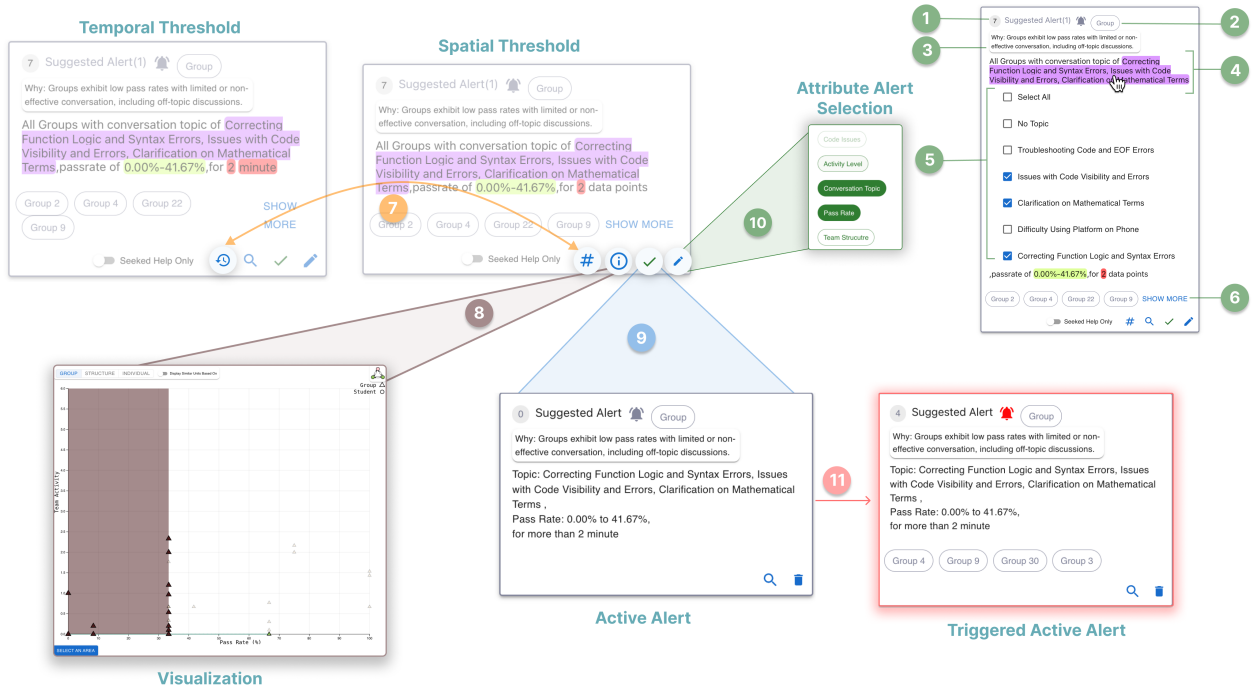 Temporal Threshold
7 Suggested Alert(1) Group
Why: Groups exhibit low pass rates with limited or non-
effective conversation, including off-topic discussions.
All Groups with conversation topic of Correcting
Function Logic and Syntax Errors, Issues with Code
Visibility and Errors, Clarification on Mathematical
Terms,passrate of 0.00%-41.67%,for 2 minute
Group 2 Group 4 Group 22
Group 9
SHOW
MORE
Seeked Help Only
Spatial Threshold
7 Suggested Alert(1) Group
Why: Groups exhibit low pass rates with limited or non-
effective conversation, including off-topic discussions.
All Groups with conversation topic of Correcting
Function Logic and Syntax Errors, Issues with Code
Visibility and Errors, Clarification on Mathematical
Terms,passrate of 0.00%-41.67%,for 2 data points
7
Group 2 Group 4 Group 22 Group 9 SHOW MORE
Seeked Help Only
#
Attribute Alert
Selection
Code Issues
Activity Level
Conversation Topic
Pass Rate
Team Strucutre
10
1
2
3
4
5
6
7 Suggested Alert(1) Group
Why: Groups exhibit low pass rates with limited or non-
effective conversation, including off-topic discussions.
All Groups with conversation topic of Correcting
Function Logic and Syntax Errors, Issues with Code
Visibility and Errors, Clarification on Mathematical Terms
Select All
No Topic
Troubleshooting Code and EOF Errors
Issues with Code Visibility and Errors
Clarification on Mathematical Terms
Difficulty Using Platform on Phone
Correcting Function Logic and Syntax Errors
,passrate of 0.00%-41.67%,for 2 data points
Group 2 Group 4 Group 22 Group 9 SHOW MORE
Seeked Help Only #
8
9
GROUP STRUCTURE INDIVIDUAL Display Similar Units Based On
Group
Student
Team Activity
0 10 20 30 40 50 60 70 80 90 100
Pass Rate (%)
SELECT AN AREA
Visualization
0 Suggested Alert Group
Why: Groups exhibit low pass rates with limited or non-
effective conversation, including off-topic discussions.
Topic: Correcting Function Logic and Syntax Errors, Issues
with Code Visibility and Errors, Clarification on Mathematical
Terms ,
Pass Rate: 0.00% to 41.67%,
for more than 2 minute
Active Alert
11
4 Suggested Alert Group
Why: Groups exhibit low pass rates with limited or non-
effective conversation, including off-topic discussions.
Topic: Correcting Function Logic and Syntax Errors, Issues
with Code Visibility and Errors, Clarification on Mathematical
Terms ,
Pass Rate: 0.00% to 41.67%,
for more than 2 minute
Group 4 Group 9 Group 30 Group 3
Triggered Active Alert